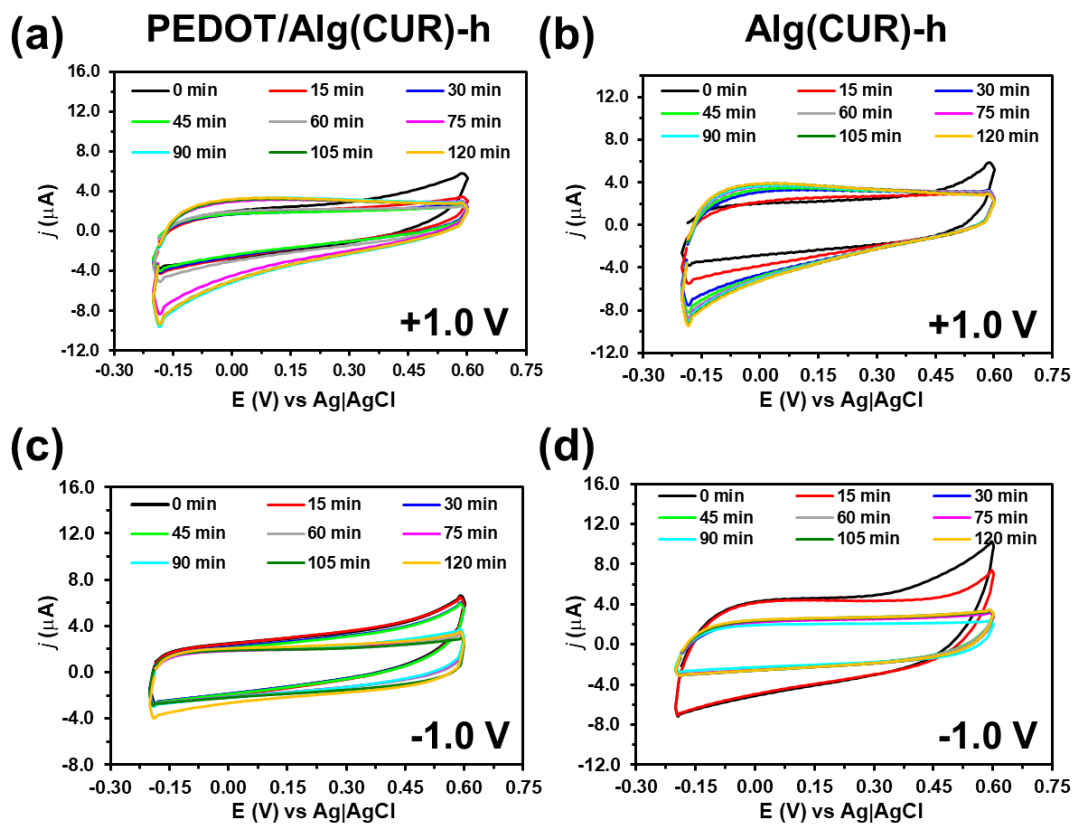 (a) PEDOT/Alg(CUR)-h
16.0
12.0
8.0
4.0
0.0
-4.0
-8.0
-12.0
j (µA)
0 min 15 min 30 min
45 min 60 min 75 min
90 min 105 min 120 min
+1.0 V
-0.30 -0.15 0.00 0.15 0.30 0.45 0.60 0.75
E (V) vs Ag|AgCl
(b) Alg(CUR)-h
12.0
8.0
4.0
0.0
-4.0
-8.0
-12.0
j (µA)
0 min 15 min 30 min
45 min 60 min 75 min
90 min 105 min 120 min
+1.0 V
-0.30 -0.15 0.00 0.15 0.30 0.45 0.60 0.75
E (V) vs Ag|AgCl
(c)
16.0
12.0
8.0
4.0
0.0
-4.0
-8.0
j (µA)
0 min 15 min 30 min
45 min 60 min 75 min
90 min 105 min 120 min
-1.0 V
-0.30 -0.15 0.00 0.15 0.30 0.45 0.60 0.75
E (V) vs Ag|AgCl
(d)
16.0
12.0
8.0
4.0
0.0
-4.0
-8.0
-12.0
j (µA)
0 min 15 min 30 min
45 min 60 min 75 min
90 min 105 min 120 min
-1.0 V
-0.30 -0.15 0.00 0.15 0.30 0.45 0.60 0.75
E (V) vs Ag|AgCl